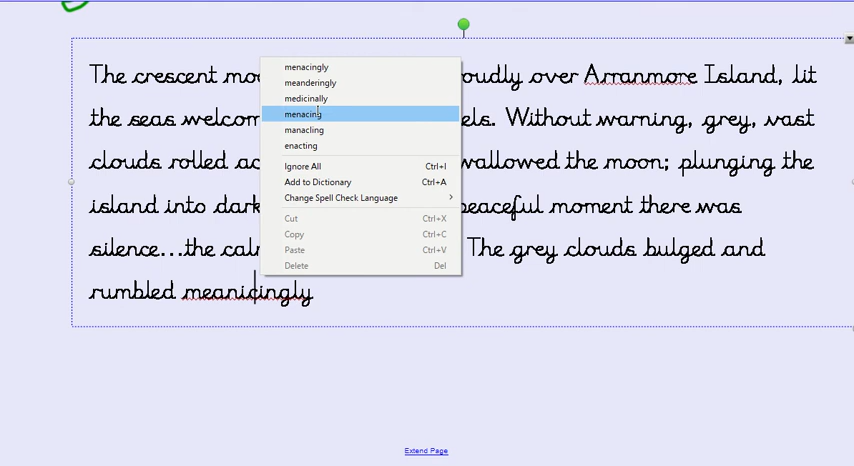 The crescent moo oudly over Arranmore Island, lit
the seas welcom els. Without warning, grey, vast
clouds rolled ac wallowed the moon; plunging the
island into dark peaceful moment there was
silence...the cal The grey clouds bulged and
rumbled meanicingly
menacingly
meanderingly
medicinally
menacing
manacling
enacting
Ignore All Ctrl+I
Add to Dictionary Ctrl+A
Change Spell Check Language
Cut Ctrl+X
Copy Ctrl+C
Paste Ctrl+V
Delete Del
Extend Page